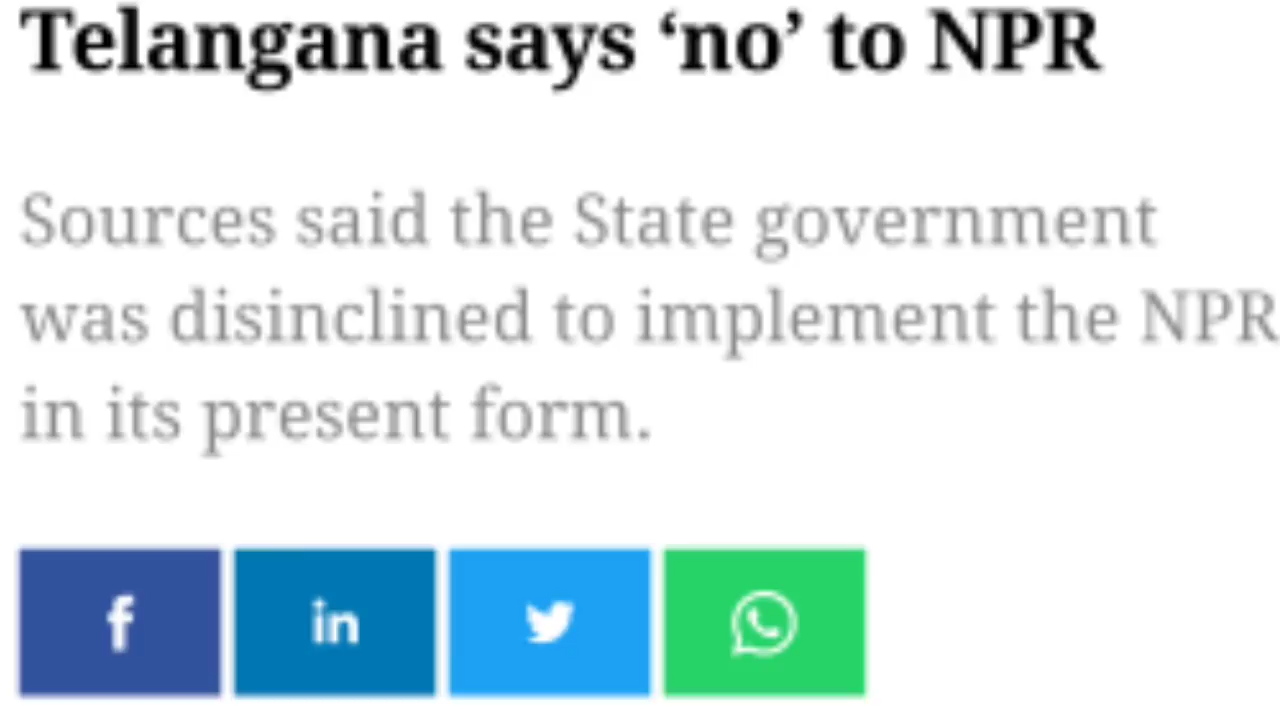 Telangana says ‘no’ to NPR
Sources said the State government
was disinclined to implement the NPR
in its present form.
f
in